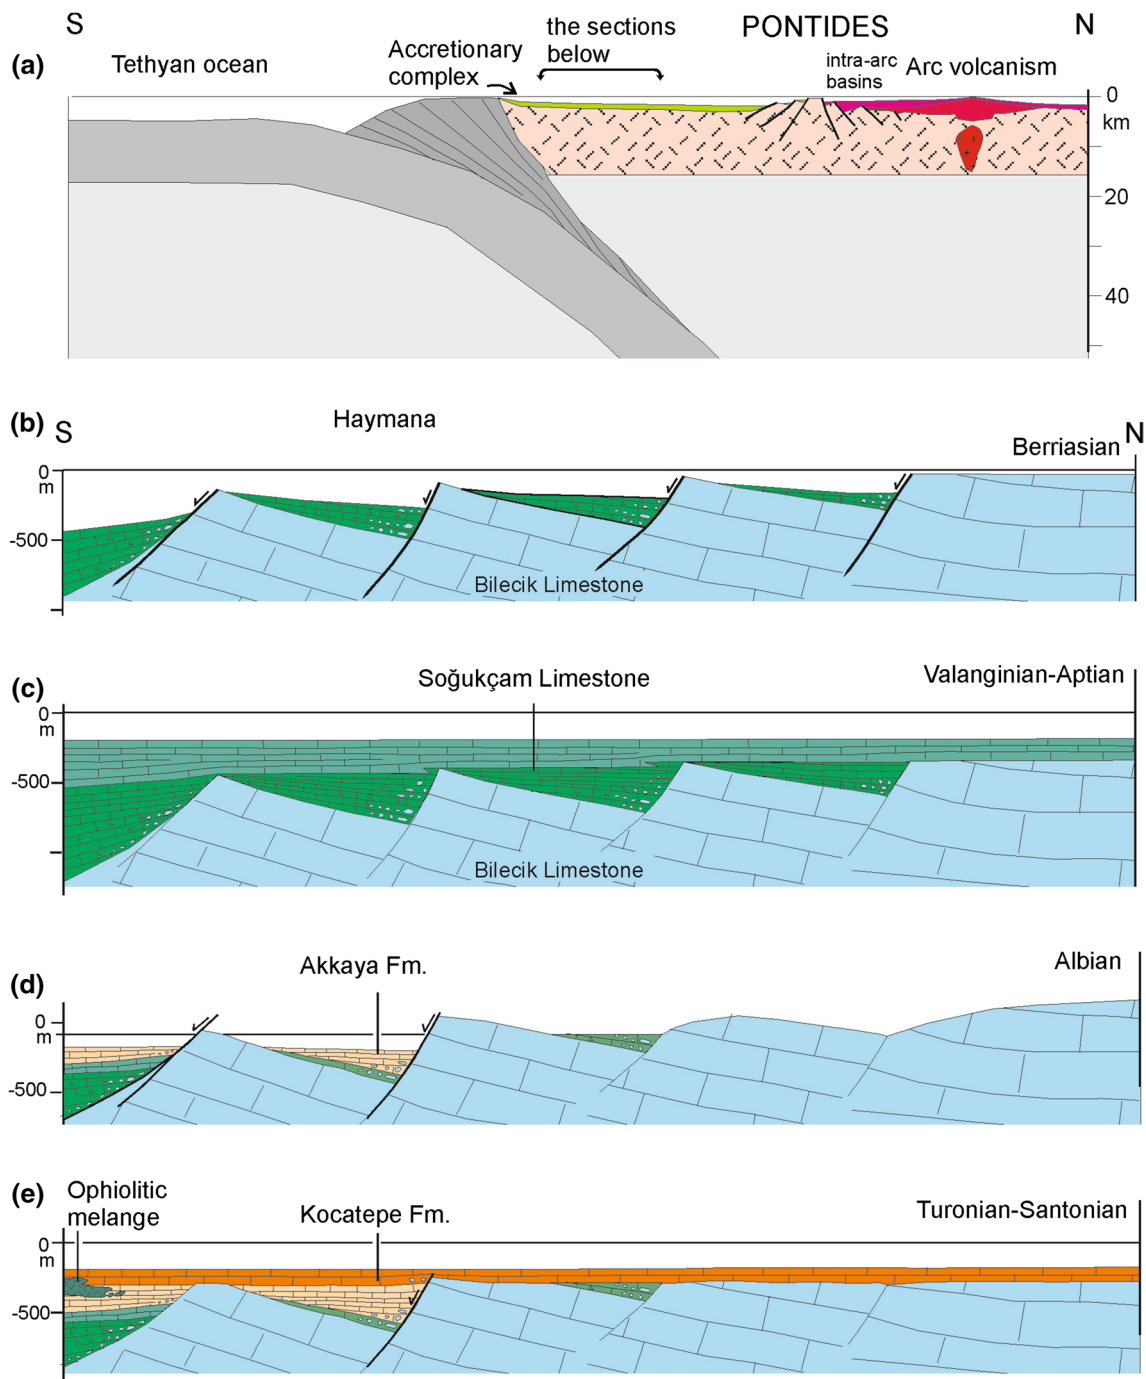 S
the sections
below
PONTIDES
N
(a)
Tethyan ocean
Accretionary
complex
intra-arc
basins
Arc volcanism
0
km
20
40
(b)
S
Haymana
N
Berriasian
0
m
-500
Bilecik Limestone
(c)
Soğukçam Limestone
Valanginian-Aptian
0
m
-500
Bilecik Limestone
(d)
Akkaya Fm.
Albian
0
m
-500
(e)
Ophiolitic
melange
Kocatepe Fm.
Turonian-Santonian
0
m
-500